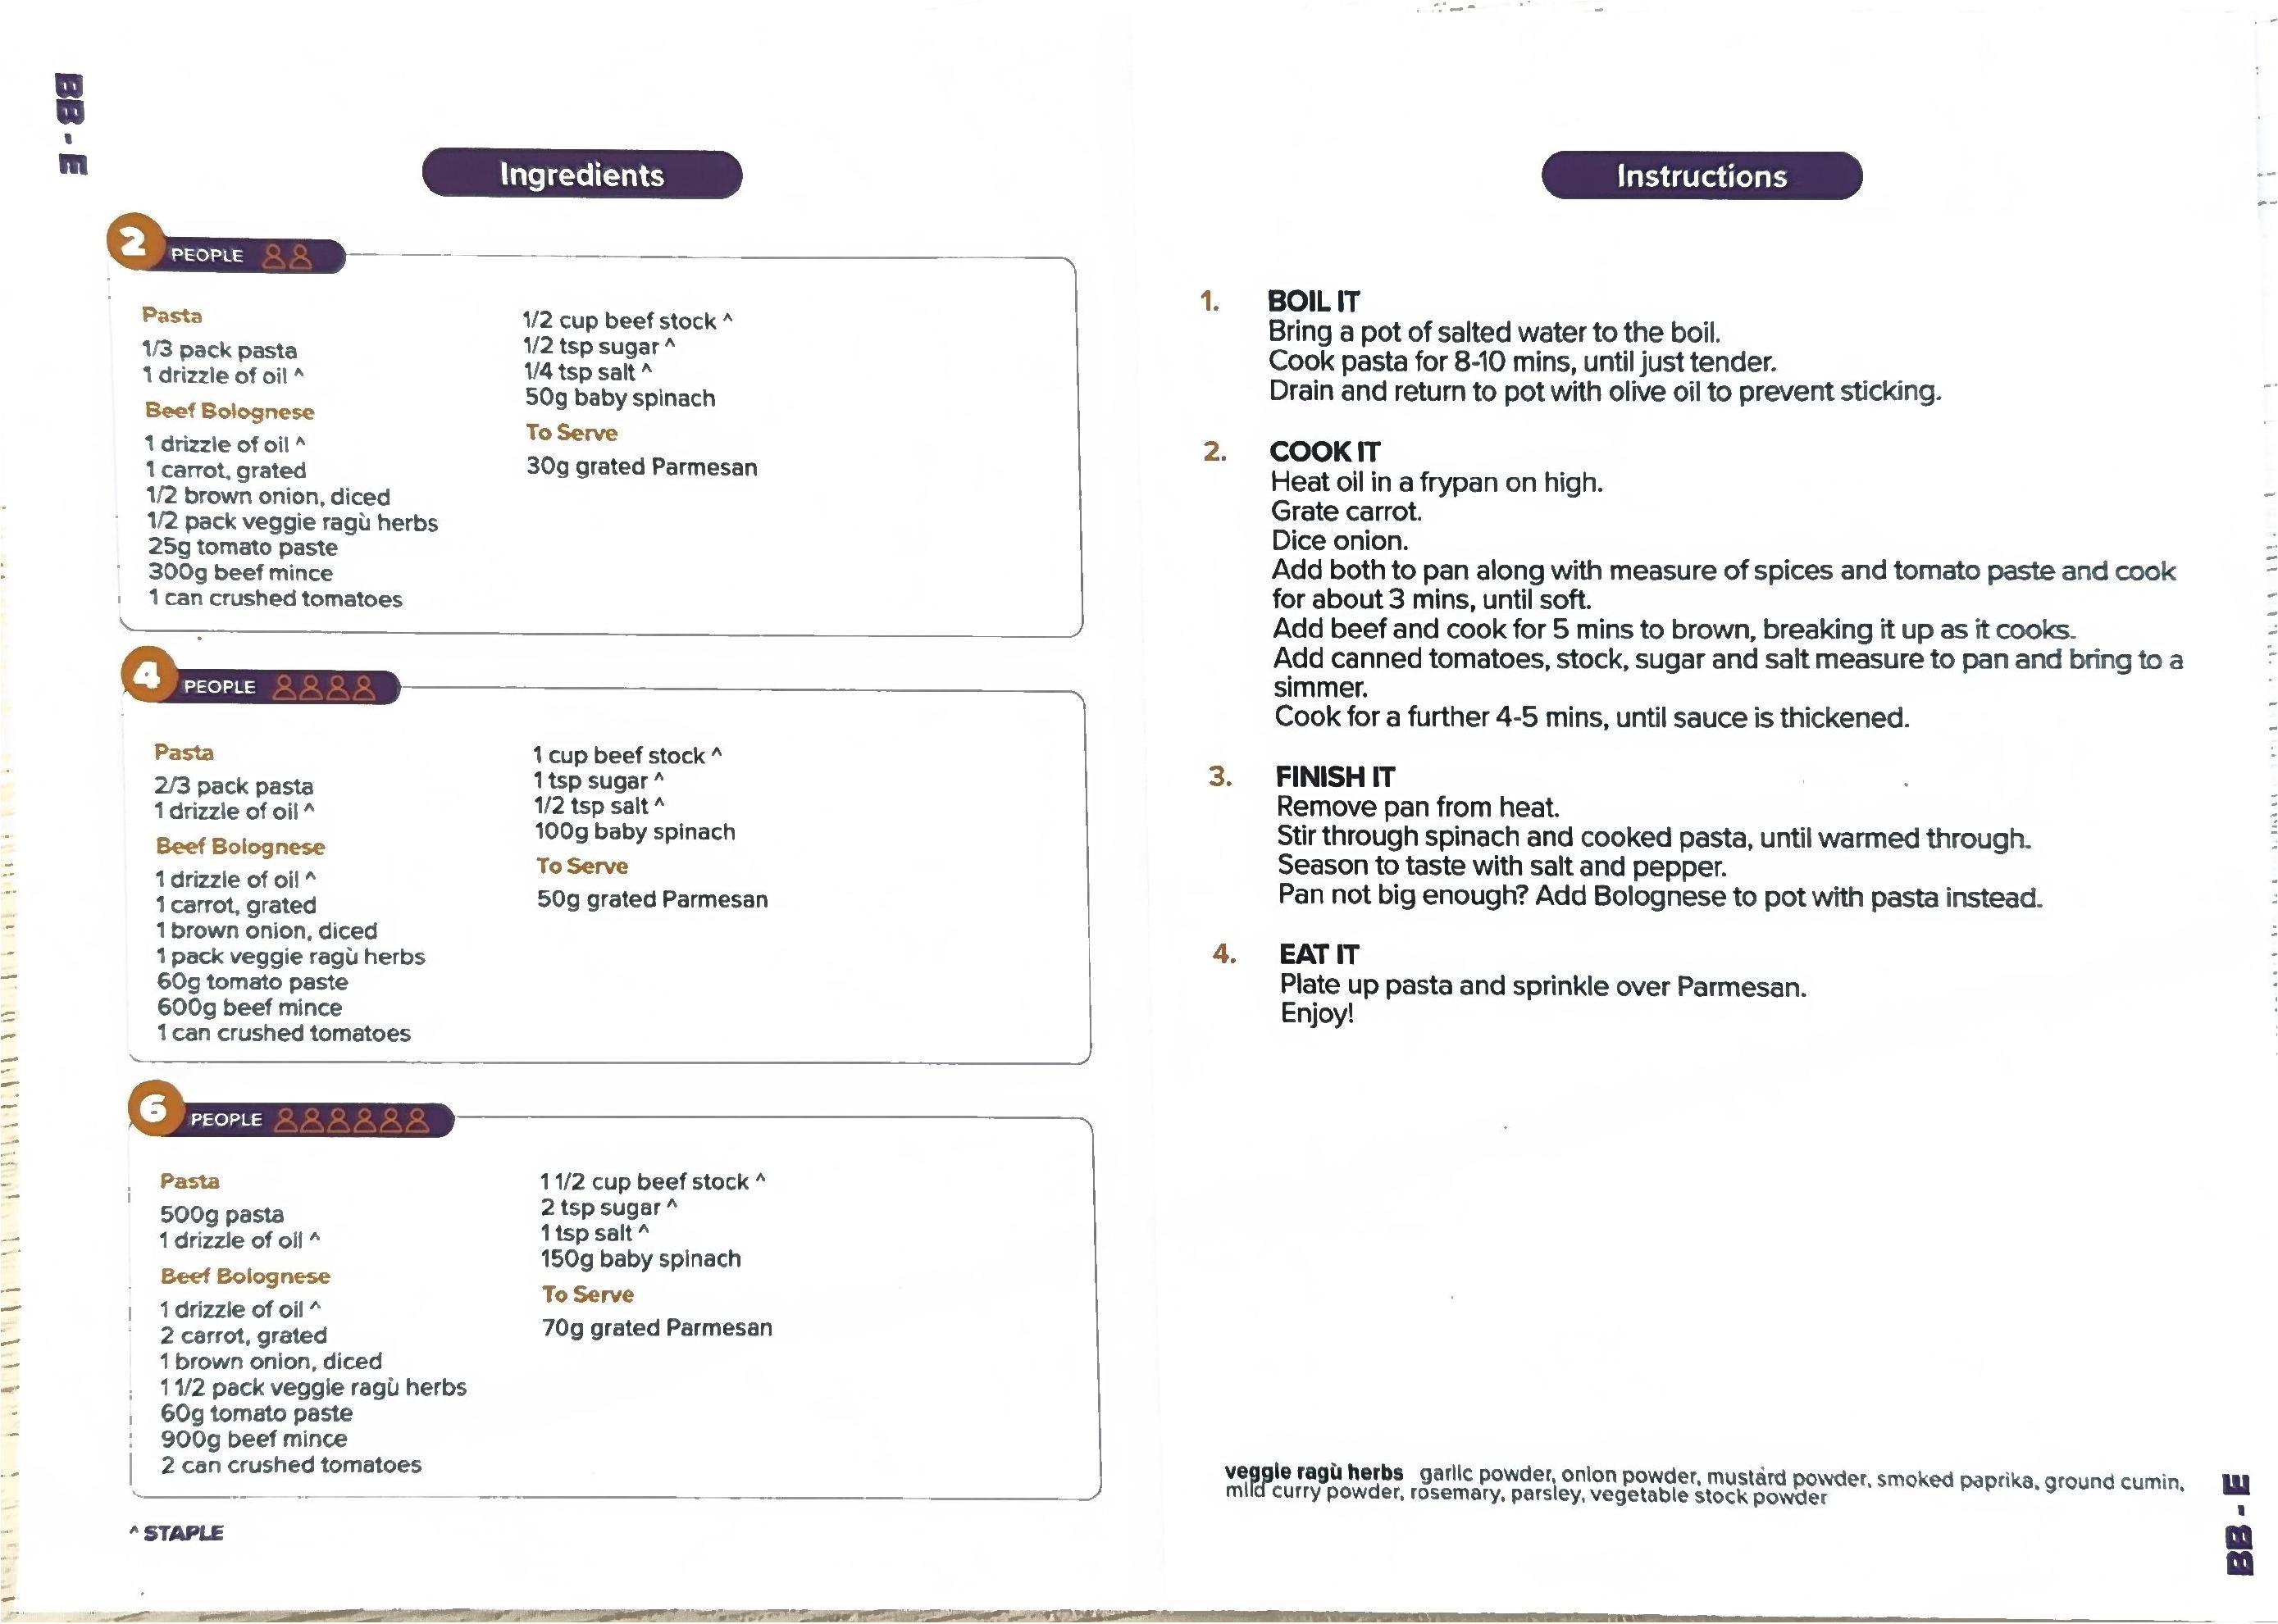 BB - E
Ingredients
2 PEOPLE
Pasta
1/3 pack pasta
1 drizzle of oil ^
Beef Bolognese
1 drizzle of oil ^
1 carrot, grated
1/2 brown onion, diced
1/2 pack veggie ragù herbs
25g tomato paste
300g beef mince
1 can crushed tomatoes
1/2 cup beef stock ^
1/2 tsp sugar ^
1/4 tsp salt ^
50g baby spinach
To Serve
30g grated Parmesan
4 PEOPLE
Pasta
2/3 pack pasta
1 drizzle of oil ^
Beef Bolognese
1 drizzle of oil ^
1 carrot, grated
1 brown onion, diced
1 pack veggie ragù herbs
60g tomato paste
600g beef mince
1 can crushed tomatoes
1 cup beef stock ^
1 tsp sugar ^
1/2 tsp salt ^
100g baby spinach
To Serve
50g grated Parmesan
6 PEOPLE
Pasta
500g pasta
1 drizzle of oil ^
Beef Bolognese
1 drizzle of oil ^
2 carrot, grated
1 brown onion, diced
1 1/2 pack veggie ragù herbs
60g tomato paste
900g beef mince
2 can crushed tomatoes
1 1/2 cup beef stock ^
2 tsp sugar ^
1 tsp salt ^
150g baby spinach
To Serve
70g grated Parmesan
^ STAPLE
Instructions
1. BOIL IT
Bring a pot of salted water to the boil.
Cook pasta for 8-10 mins, until just tender.
Drain and return to pot with olive oil to prevent sticking.
2. COOK IT
Heat oil in a frypan on high.
Grate carrot.
Dice onion.
Add both to pan along with measure of spices and tomato paste and cook
for about 3 mins, until soft.
Add beef and cook for 5 mins to brown, breaking it up as it cooks.
Add canned tomatoes, stock, sugar and salt measure to pan and bring to a
simmer.
Cook for a further 4-5 mins, until sauce is thickened.
3. FINISH IT
Remove pan from heat.
Stir through spinach and cooked pasta, until warmed through.
Season to taste with salt and pepper.
Pan not big enough? Add Bolognese to pot with pasta instead.
4. EAT IT
Plate up pasta and sprinkle over Parmesan.
Enjoy!
veggie ragù herbs garlic powder, onion powder, mustard powder, smoked paprika, ground cumin,
mild curry powder, rosemary, parsley, vegetable stock powder
BB - E